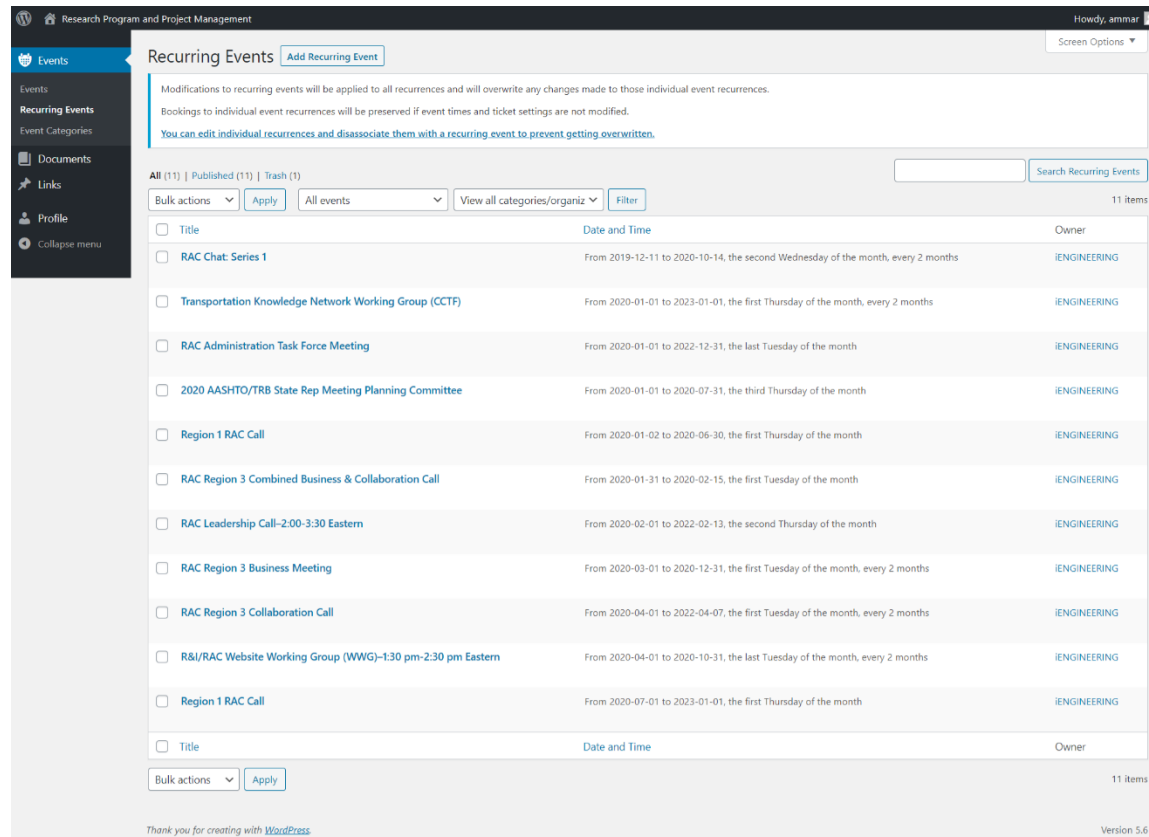 Research Program and Project Management
Howdy, ammar
Screen Options ▼
Events
Events
Recurring Events
Event Categories
Documents
Links
Profile
Collapse menu
Recurring Events Add Recurring Event
Modifications to recurring events will be applied to all recurrences and will overwrite any changes made to those individual event recurrences.
Bookings to individual event recurrences will be preserved if event times and ticket settings are not modified.
You can edit individual recurrences and disassociate them with a recurring event to prevent getting overwritten.
All (11) | Published (11) | Trash (1)
Search Recurring Events
Bulk actions Apply All events View all categories/organiz Filter 11 items
Title Date and Time Owner
RAC Chat: Series 1 From 2019-12-11 to 2020-10-14, the second Wednesday of the month, every 2 months iENGINEERING
Transportation Knowledge Network Working Group (CCTF) From 2020-01-01 to 2023-01-01, the first Thursday of the month, every 2 months iENGINEERING
RAC Administration Task Force Meeting From 2020-01-01 to 2022-12-31, the last Tuesday of the month iENGINEERING
2020 AASHTO/TRB State Rep Meeting Planning Committee From 2020-01-01 to 2020-07-31, the third Thursday of the month iENGINEERING
Region 1 RAC Call From 2020-01-02 to 2020-06-30, the first Thursday of the month iENGINEERING
RAC Region 3 Combined Business & Collaboration Call From 2020-01-31 to 2020-02-15, the first Tuesday of the month iENGINEERING
RAC Leadership Call–2:00-3:30 Eastern From 2020-02-01 to 2022-02-13, the second Thursday of the month iENGINEERING
RAC Region 3 Business Meeting From 2020-03-01 to 2020-12-31, the first Tuesday of the month, every 2 months iENGINEERING
RAC Region 3 Collaboration Call From 2020-04-01 to 2022-04-07, the first Tuesday of the month, every 2 months iENGINEERING
R&I/RAC Website Working Group (WWG)–1:30 pm-2:30 pm Eastern From 2020-04-01 to 2020-10-31, the last Tuesday of the month, every 2 months iENGINEERING
Region 1 RAC Call From 2020-07-01 to 2023-01-01, the first Thursday of the month iENGINEERING
Title Date and Time Owner
Bulk actions Apply 11 items
Thank you for creating with WordPress. Version 5.6